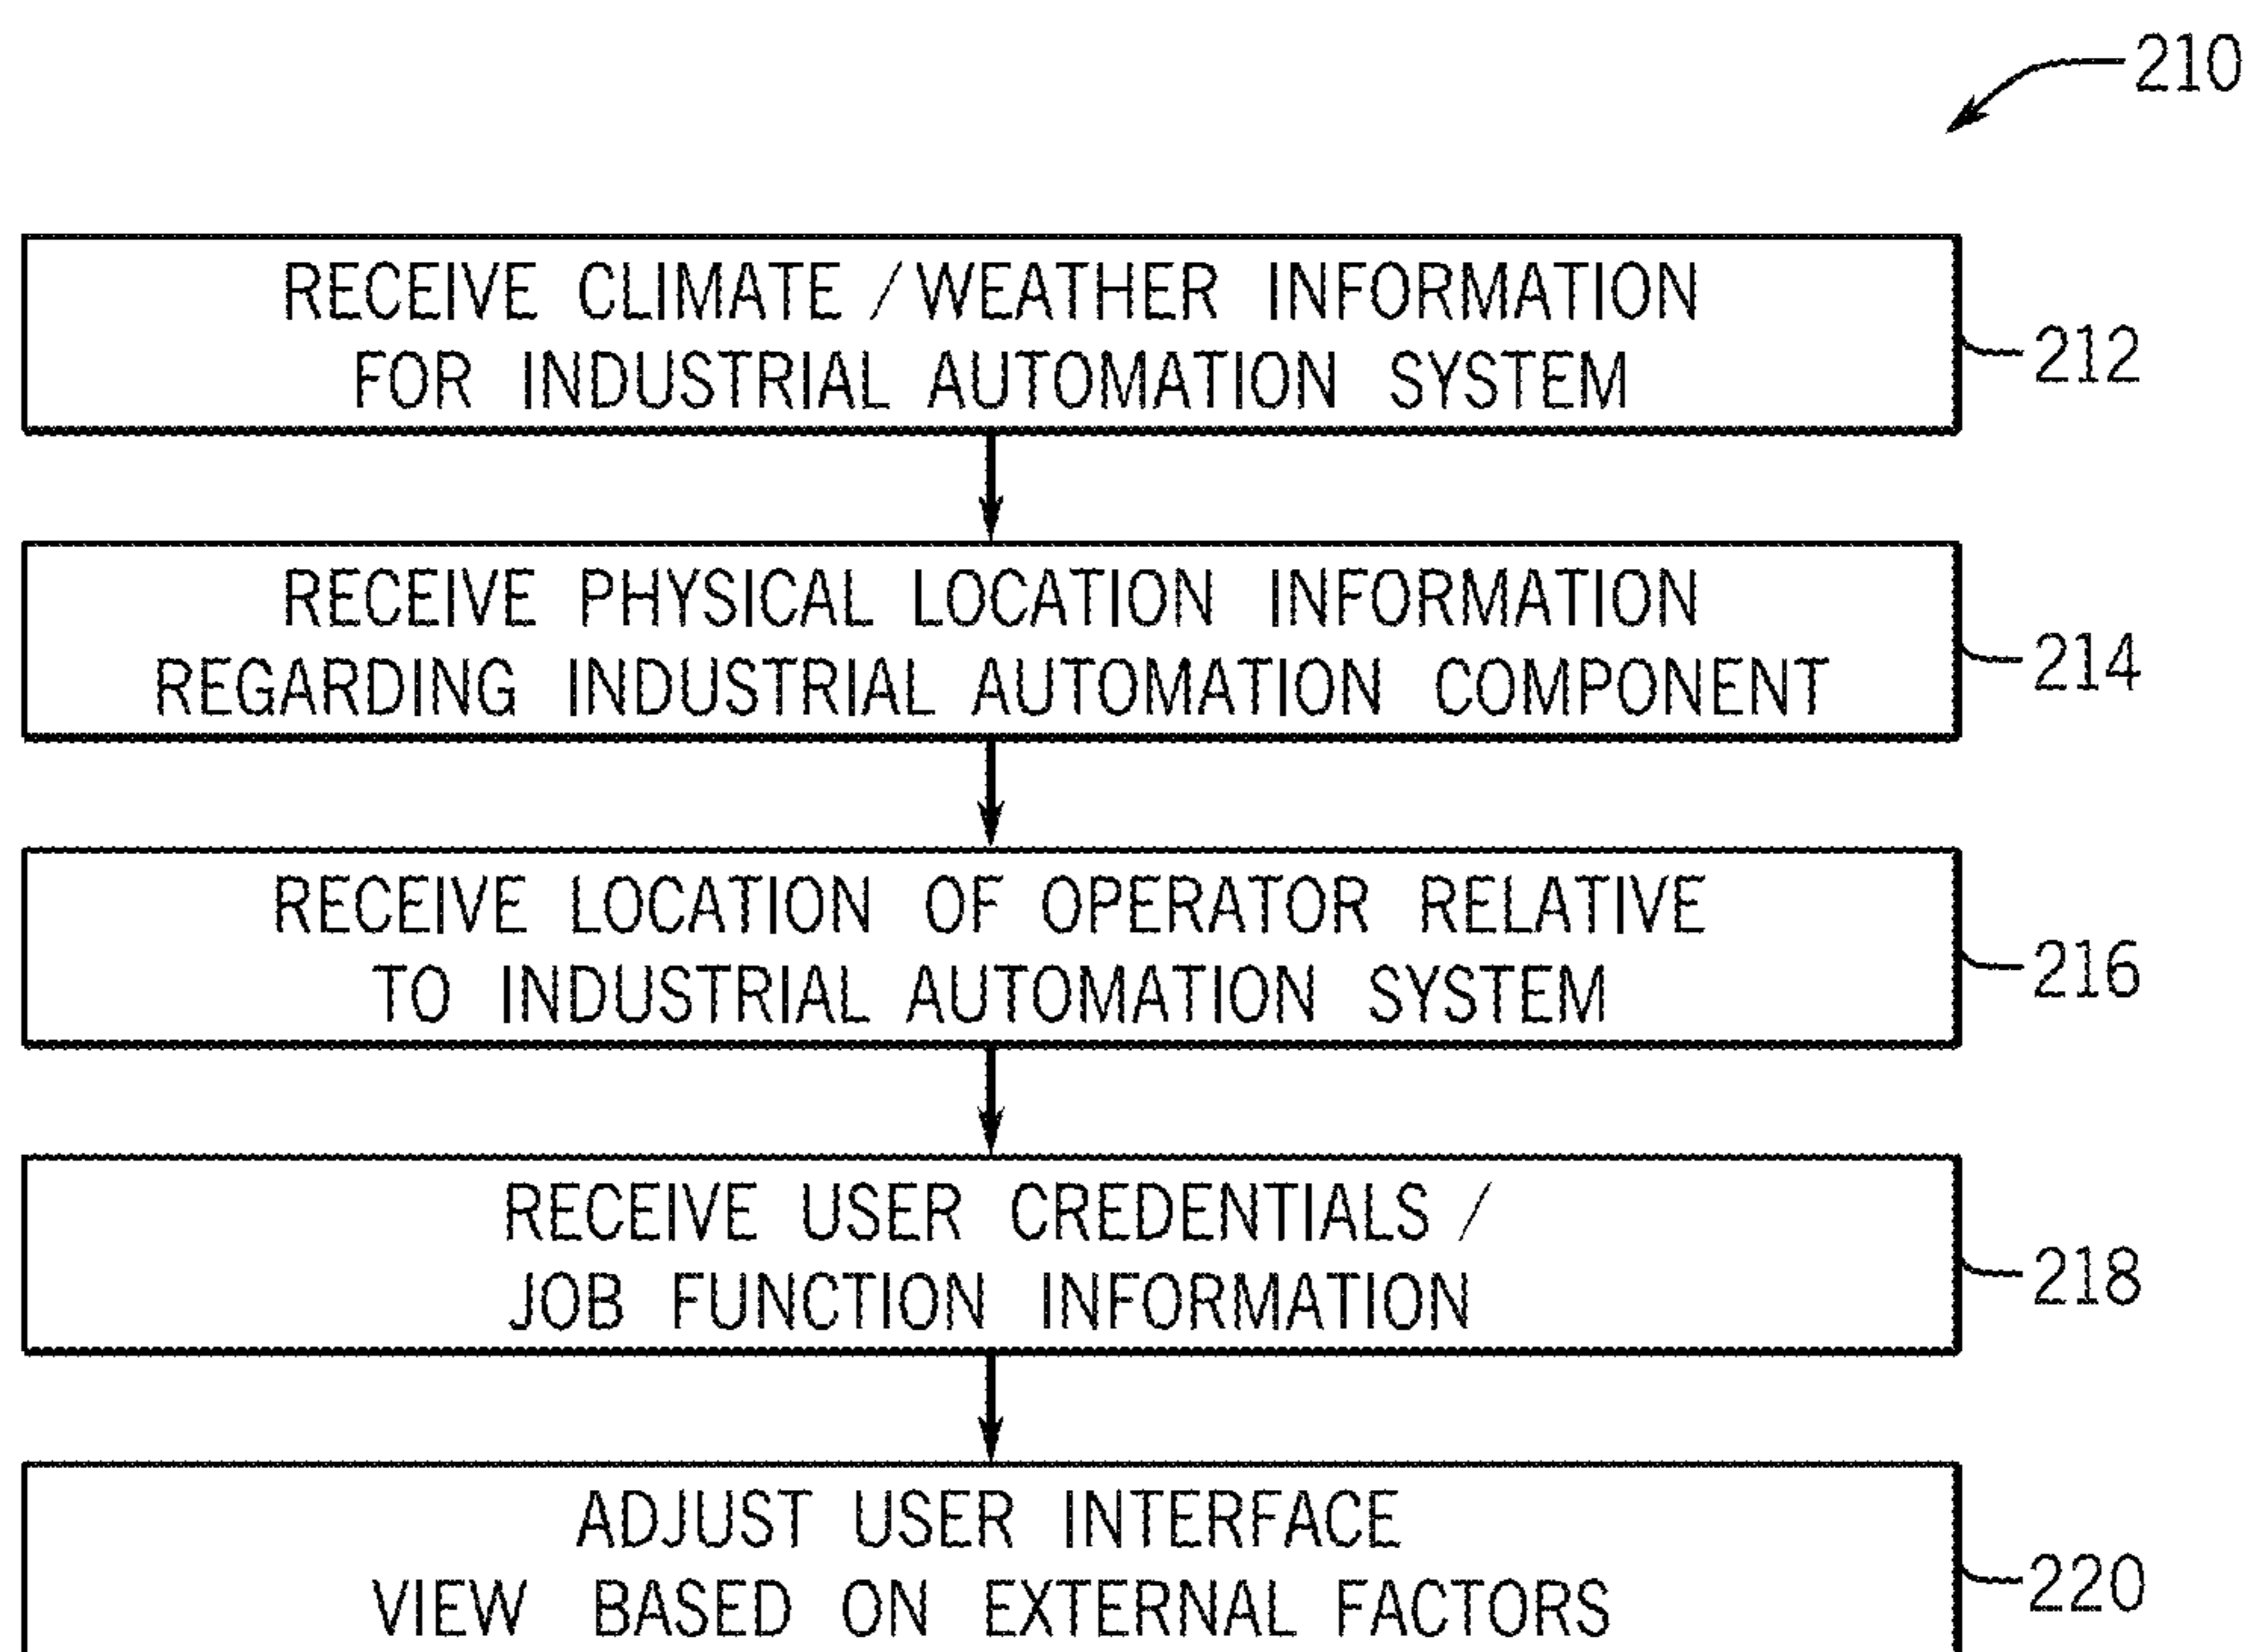 210
RECEIVE CLIMATE / WEATHER INFORMATION
FOR INDUSTRIAL AUTOMATION SYSTEM
212
RECEIVE PHYSICAL LOCATION INFORMATION
REGARDING INDUSTRIAL AUTOMATION COMPONENT
214
RECEIVE LOCATION OF OPERATOR RELATIVE
TO INDUSTRIAL AUTOMATION SYSTEM
216
RECEIVE USER CREDENTIALS /
JOB FUNCTION INFORMATION
218
ADJUST USER INTERFACE
VIEW BASED ON EXTERNAL FACTORS
220